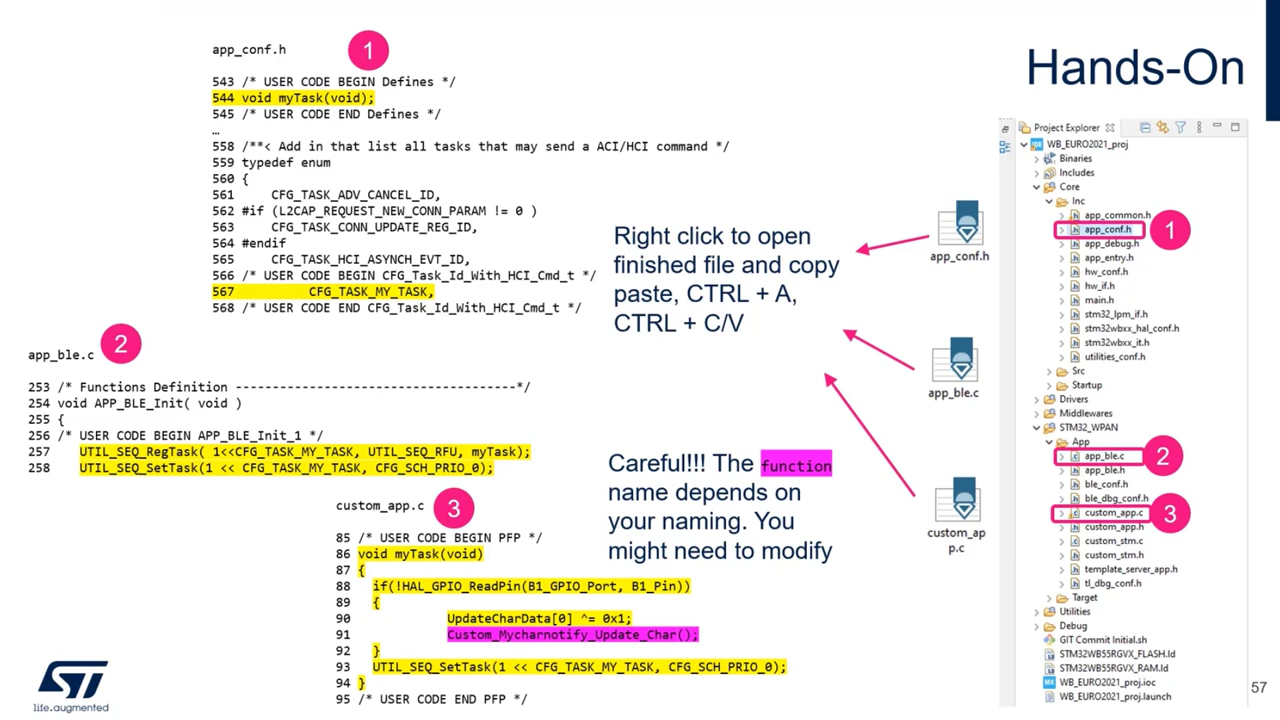 Hands-On
app_conf.h
1
543 /* USER CODE BEGIN Defines */
544 void myTask(void);
545 /* USER CODE END Defines */
…
558 /**< Add in that list all tasks that may send a ACI/HCI command */
559 typedef enum
560 {
561 CFG_TASK_ADV_CANCEL_ID,
562 #if (L2CAP_REQUEST_NEW_CONN_PARAM != 0 )
563 CFG_TASK_CONN_UPDATE_REG_ID,
564 #endif
565 CFG_TASK_HCI_ASYNCH_EVT_ID,
566 /* USER CODE BEGIN CFG_Task_Id_With_HCI_Cmd_t */
567 CFG_TASK_MY_TASK,
568 /* USER CODE END CFG_Task_Id_With_HCI_Cmd_t */
app_ble.c
2
253 /* Functions Definition --------------------------------------*/
254 void APP_BLE_Init( void )
255 {
256 /* USER CODE BEGIN APP_BLE_Init_1 */
257 UTIL_SEQ_RegTask( 1<<CFG_TASK_MY_TASK, UTIL_SEQ_RFU, myTask);
258 UTIL_SEQ_SetTask(1 << CFG_TASK_MY_TASK, CFG_SCH_PRIO_0);
custom_app.c
3
85 /* USER CODE BEGIN PFP */
86 void myTask(void)
87 {
88 if(!HAL_GPIO_ReadPin(B1_GPIO_Port, B1_Pin))
89 {
90 UpdateCharData[0] ^= 0x1;
91 Custom_Mycharnotify_Update_Char();
92 }
93 UTIL_SEQ_SetTask(1 << CFG_TASK_MY_TASK, CFG_SCH_PRIO_0);
94 }
95 /* USER CODE END PFP */
Right click to open
finished file and copy
paste, CTRL + A,
CTRL + C/V
Careful!!! The function
name depends on
your naming. You
might need to modify
app_conf.h
app_ble.c
custom_ap
p.c
Project Explorer
WB_EURO2021_proj
Binaries
Includes
Core
Inc
app_common.h
app_conf.h
1
app_debug.h
app_entry.h
hw_conf.h
hw_if.h
main.h
stm32_lpm_if.h
stm32wbxx_hal_conf.h
stm32wbxx_it.h
utilities_conf.h
Src
Startup
Drivers
Middlewares
STM32_WPAN
App
app_ble.c
2
app_ble.h
ble_conf.h
ble_dbg_conf.h
custom_app.c
3
custom_app.h
custom_stm.c
custom_stm.h
template_server_app.h
tl_dbg_conf.h
Target
Utilities
Debug
GIT Commit Initial.sh
STM32WB55RGVX_FLASH.ld
STM32WB55RGVX_RAM.ld
WB_EURO2021_proj.ioc
WB_EURO2021_proj.launch
ST
life.augmented
57